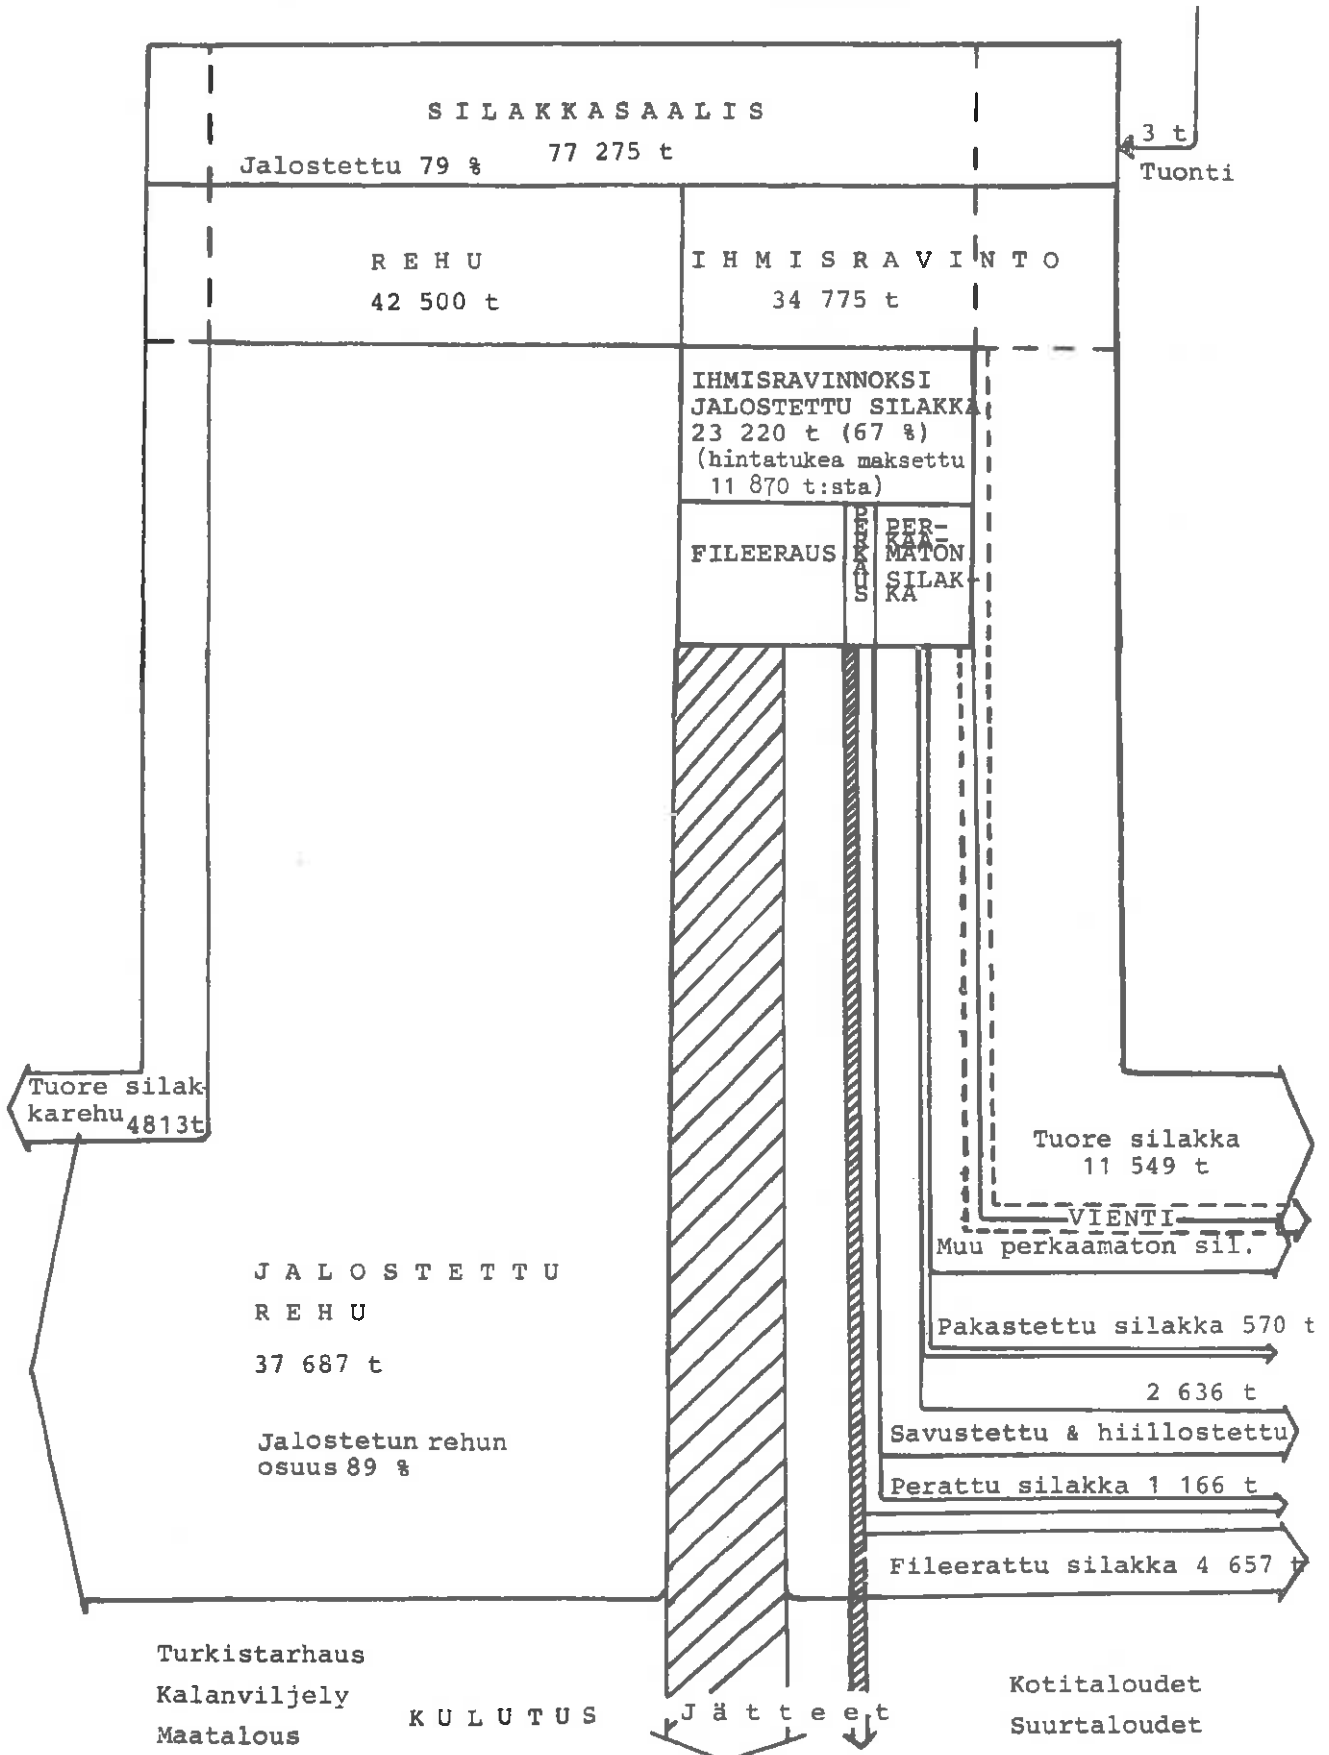 SILAKKASAALIS
77 275 t
Jalostettu 79 %
3 t
Tuonti
REHU
42 500 t
IHMISRAVINTO
34 775 t
IHMISRAVINNOKSI
JALOSTETTU SILAKKA
23 220 t (67 %)
(hintatukea maksettu
11 870 t:sta)
FILEERAUS
PERKAUS
PER-
KAA-
MATON
SILAK-
KA
Tuore silak-
karehu 4813t
Tuore silakka
11 549 t
VIENTI
Muu perkaamaton sil.
JALOSTETTU
REHU
37 687 t
Jalostetun rehun
osuus 89 %
Pakastettu silakka 570 t
2 636 t
Savustettu & hiillostettu
Perattu silakka 1 166 t
Fileerattu silakka 4 657 t
Turkistarhaus
Kalanviljely
Maatalous
KULUTUS
Jätteet
Kotitaloudet
Suurtaloudet